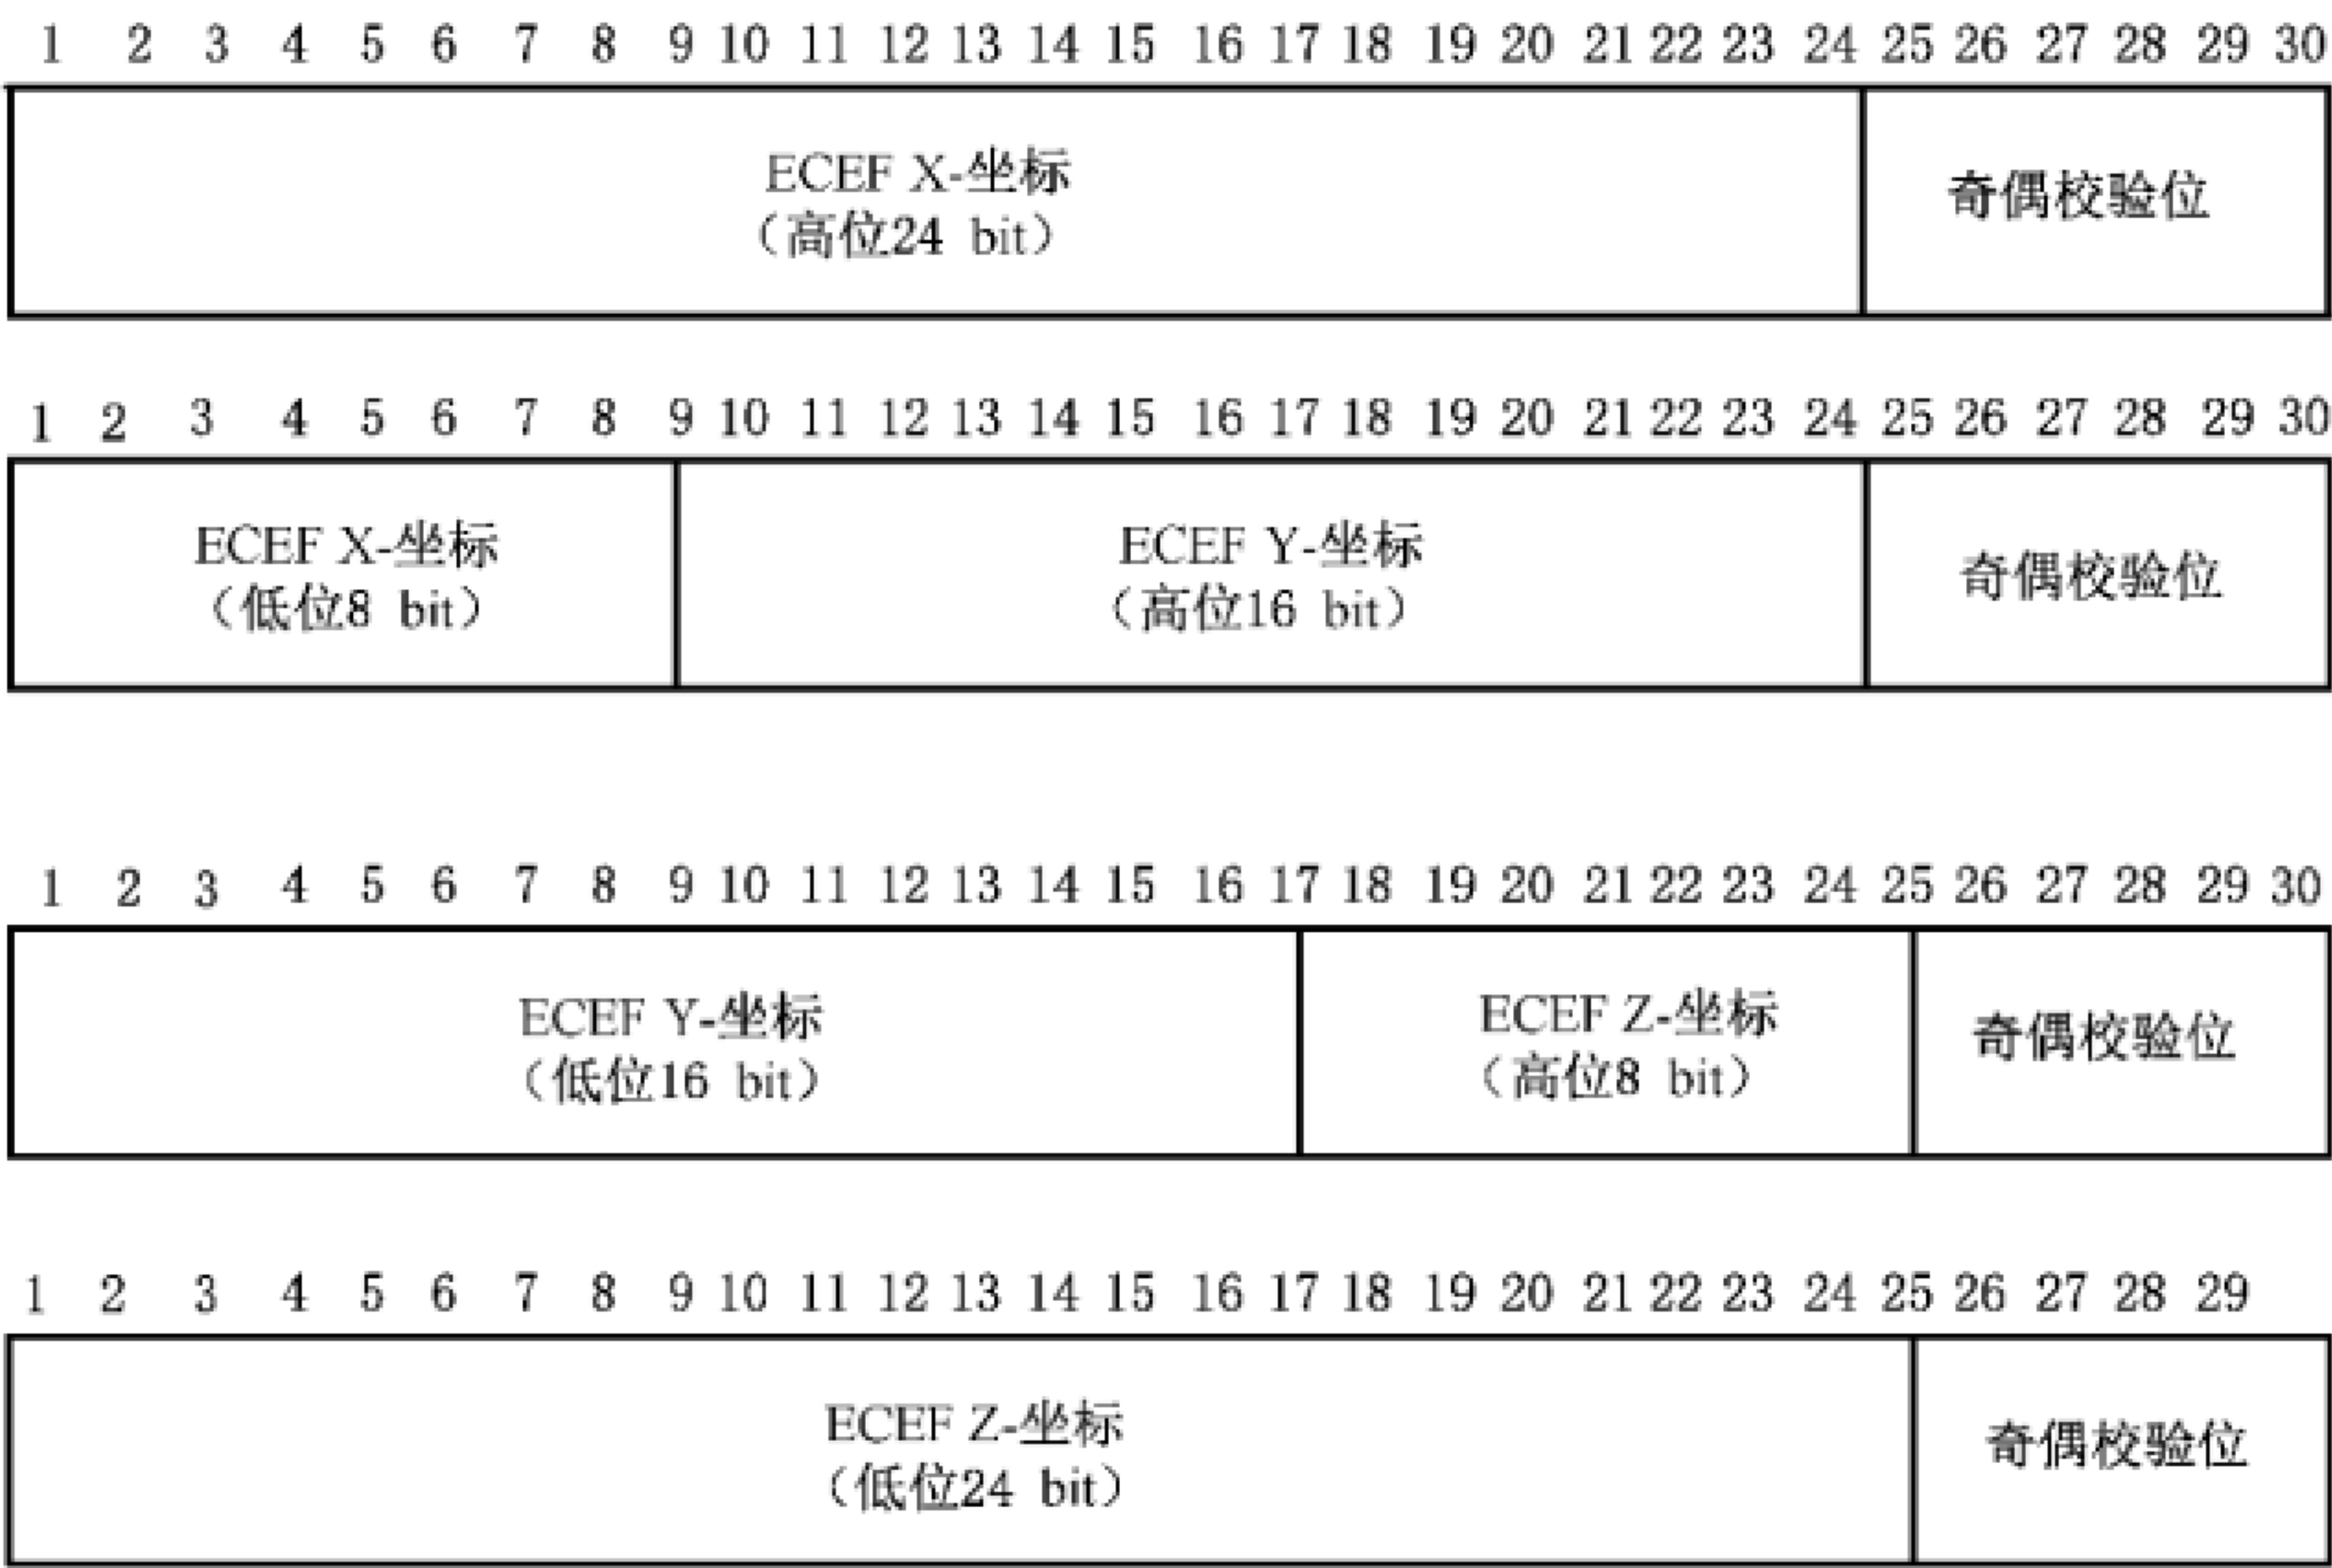 1 2 3 4 5 6 7 8 9 10 11 12 13 14 15 16 17 18 19 20 21 22 23 24 25 26 27 28 29 30
ECEF X-坐标
（高位24 bit）
奇偶校验位
1 2 3 4 5 6 7 8 9 10 11 12 13 14 15 16 17 18 19 20 21 22 23 24 25 26 27 28 29 30
ECEF X-坐标
（低位8 bit）
ECEF Y-坐标
（高位16 bit）
奇偶校验位
1 2 3 4 5 6 7 8 9 10 11 12 13 14 15 16 17 18 19 20 21 22 23 24 25 26 27 28 29 30
ECEF Y-坐标
（低位16 bit）
ECEF Z-坐标
（高位8 bit）
奇偶校验位
1 2 3 4 5 6 7 8 9 10 11 12 13 14 15 16 17 18 19 20 21 22 23 24 25 26 27 28 29
ECEF Z-坐标
（低位24 bit）
奇偶校验位